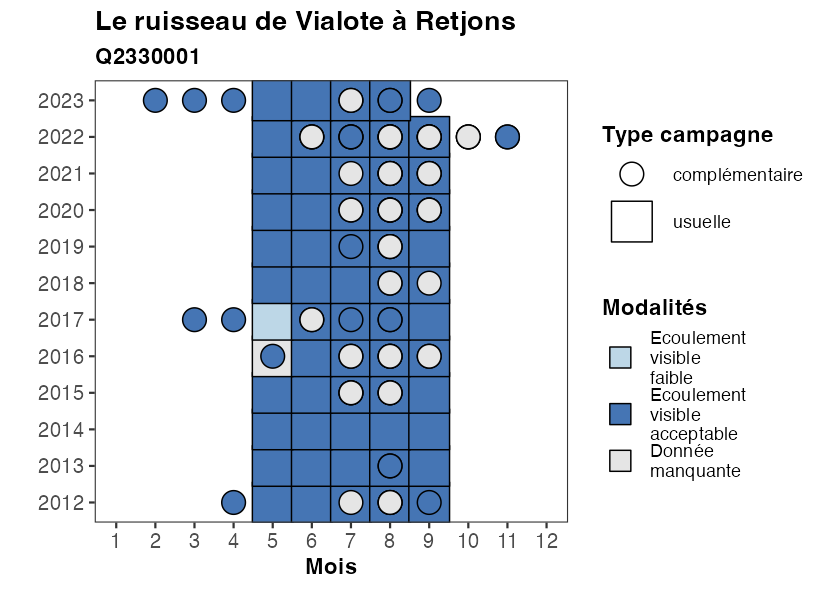 Le ruisseau de Vialote à Retjons
Q2330001
2023
2022
2021
2020
2019
2018
2017
2016
2015
2014
2013
2012
1 2 3 4 5 6 7 8 9 10 11 12
Mois
Type campagne
complémentaire
usuelle
Modalités
Ecoulement
visible
faible
Ecoulement
visible
acceptable
Donnée
manquante